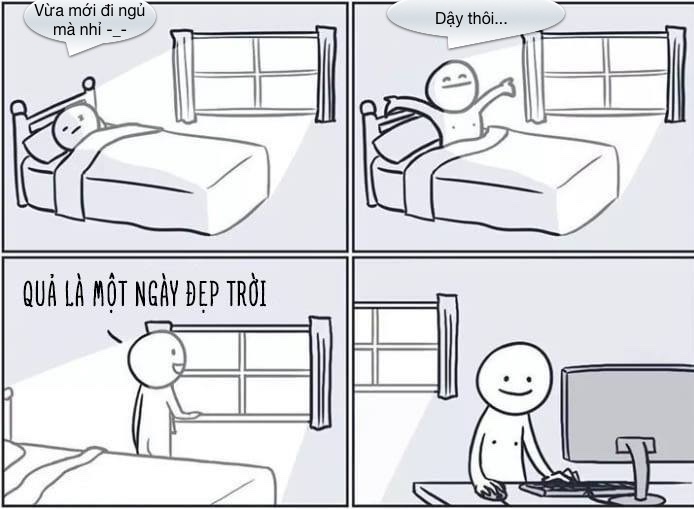 Vừa mới đi ngủ
mà nhỉ -_-
Dậy thôi...
QUẢ LÀ MỘT NGÀY ĐẸP TRỜI